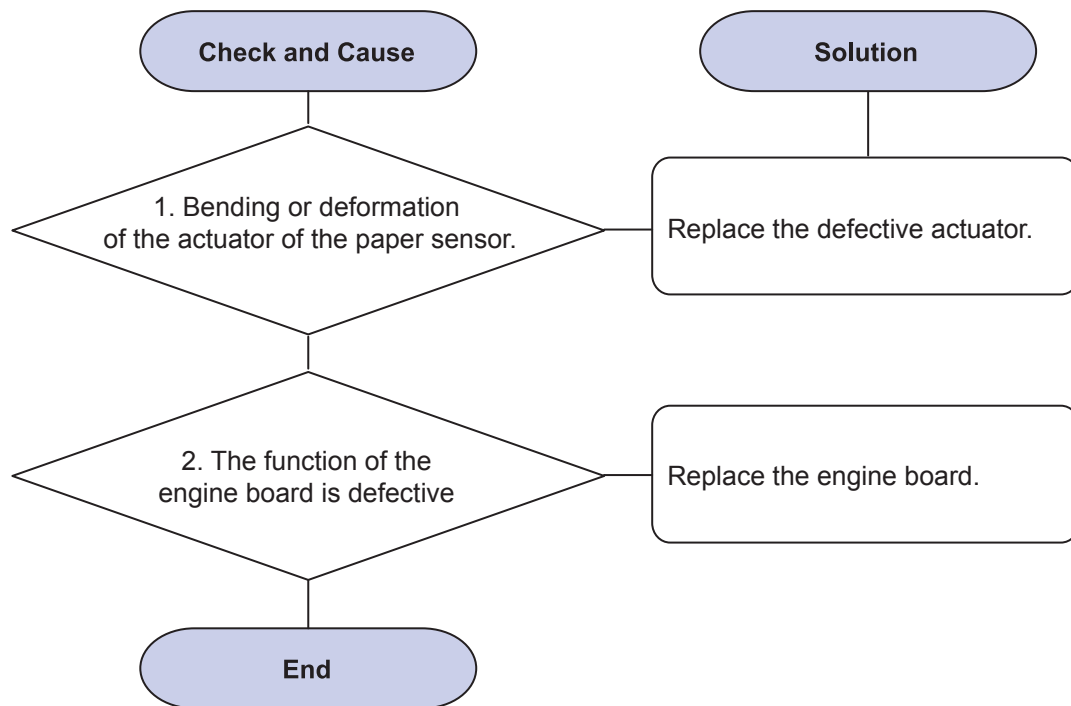 Check and Cause
Solution
1. Bending or deformation
of the actuator of the paper sensor.
Replace the defective actuator.
2. The function of the
engine board is defective
Replace the engine board.
End